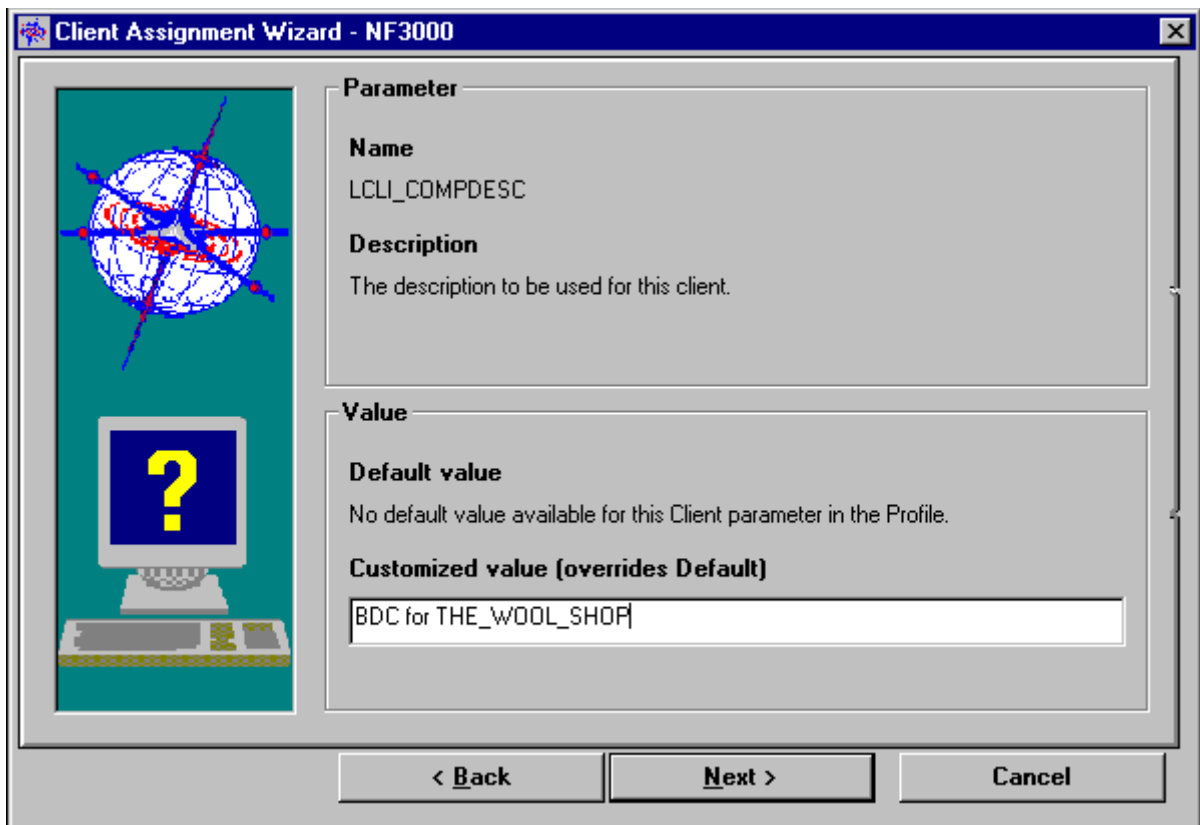 Client Assignment Wizard - NF3000
Parameter
Name
LCLI_COMPDESC
Description
The description to be used for this client.
Value
Default value
No default value available for this Client parameter in the Profile.
Customized value (overrides Default)
BDC for THE_WOOL_SHOP
?
< Back
Next >
Cancel